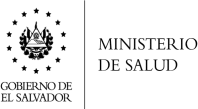 GOBIERNO DE
EL SALVADOR
MINISTERIO
DE SALUD